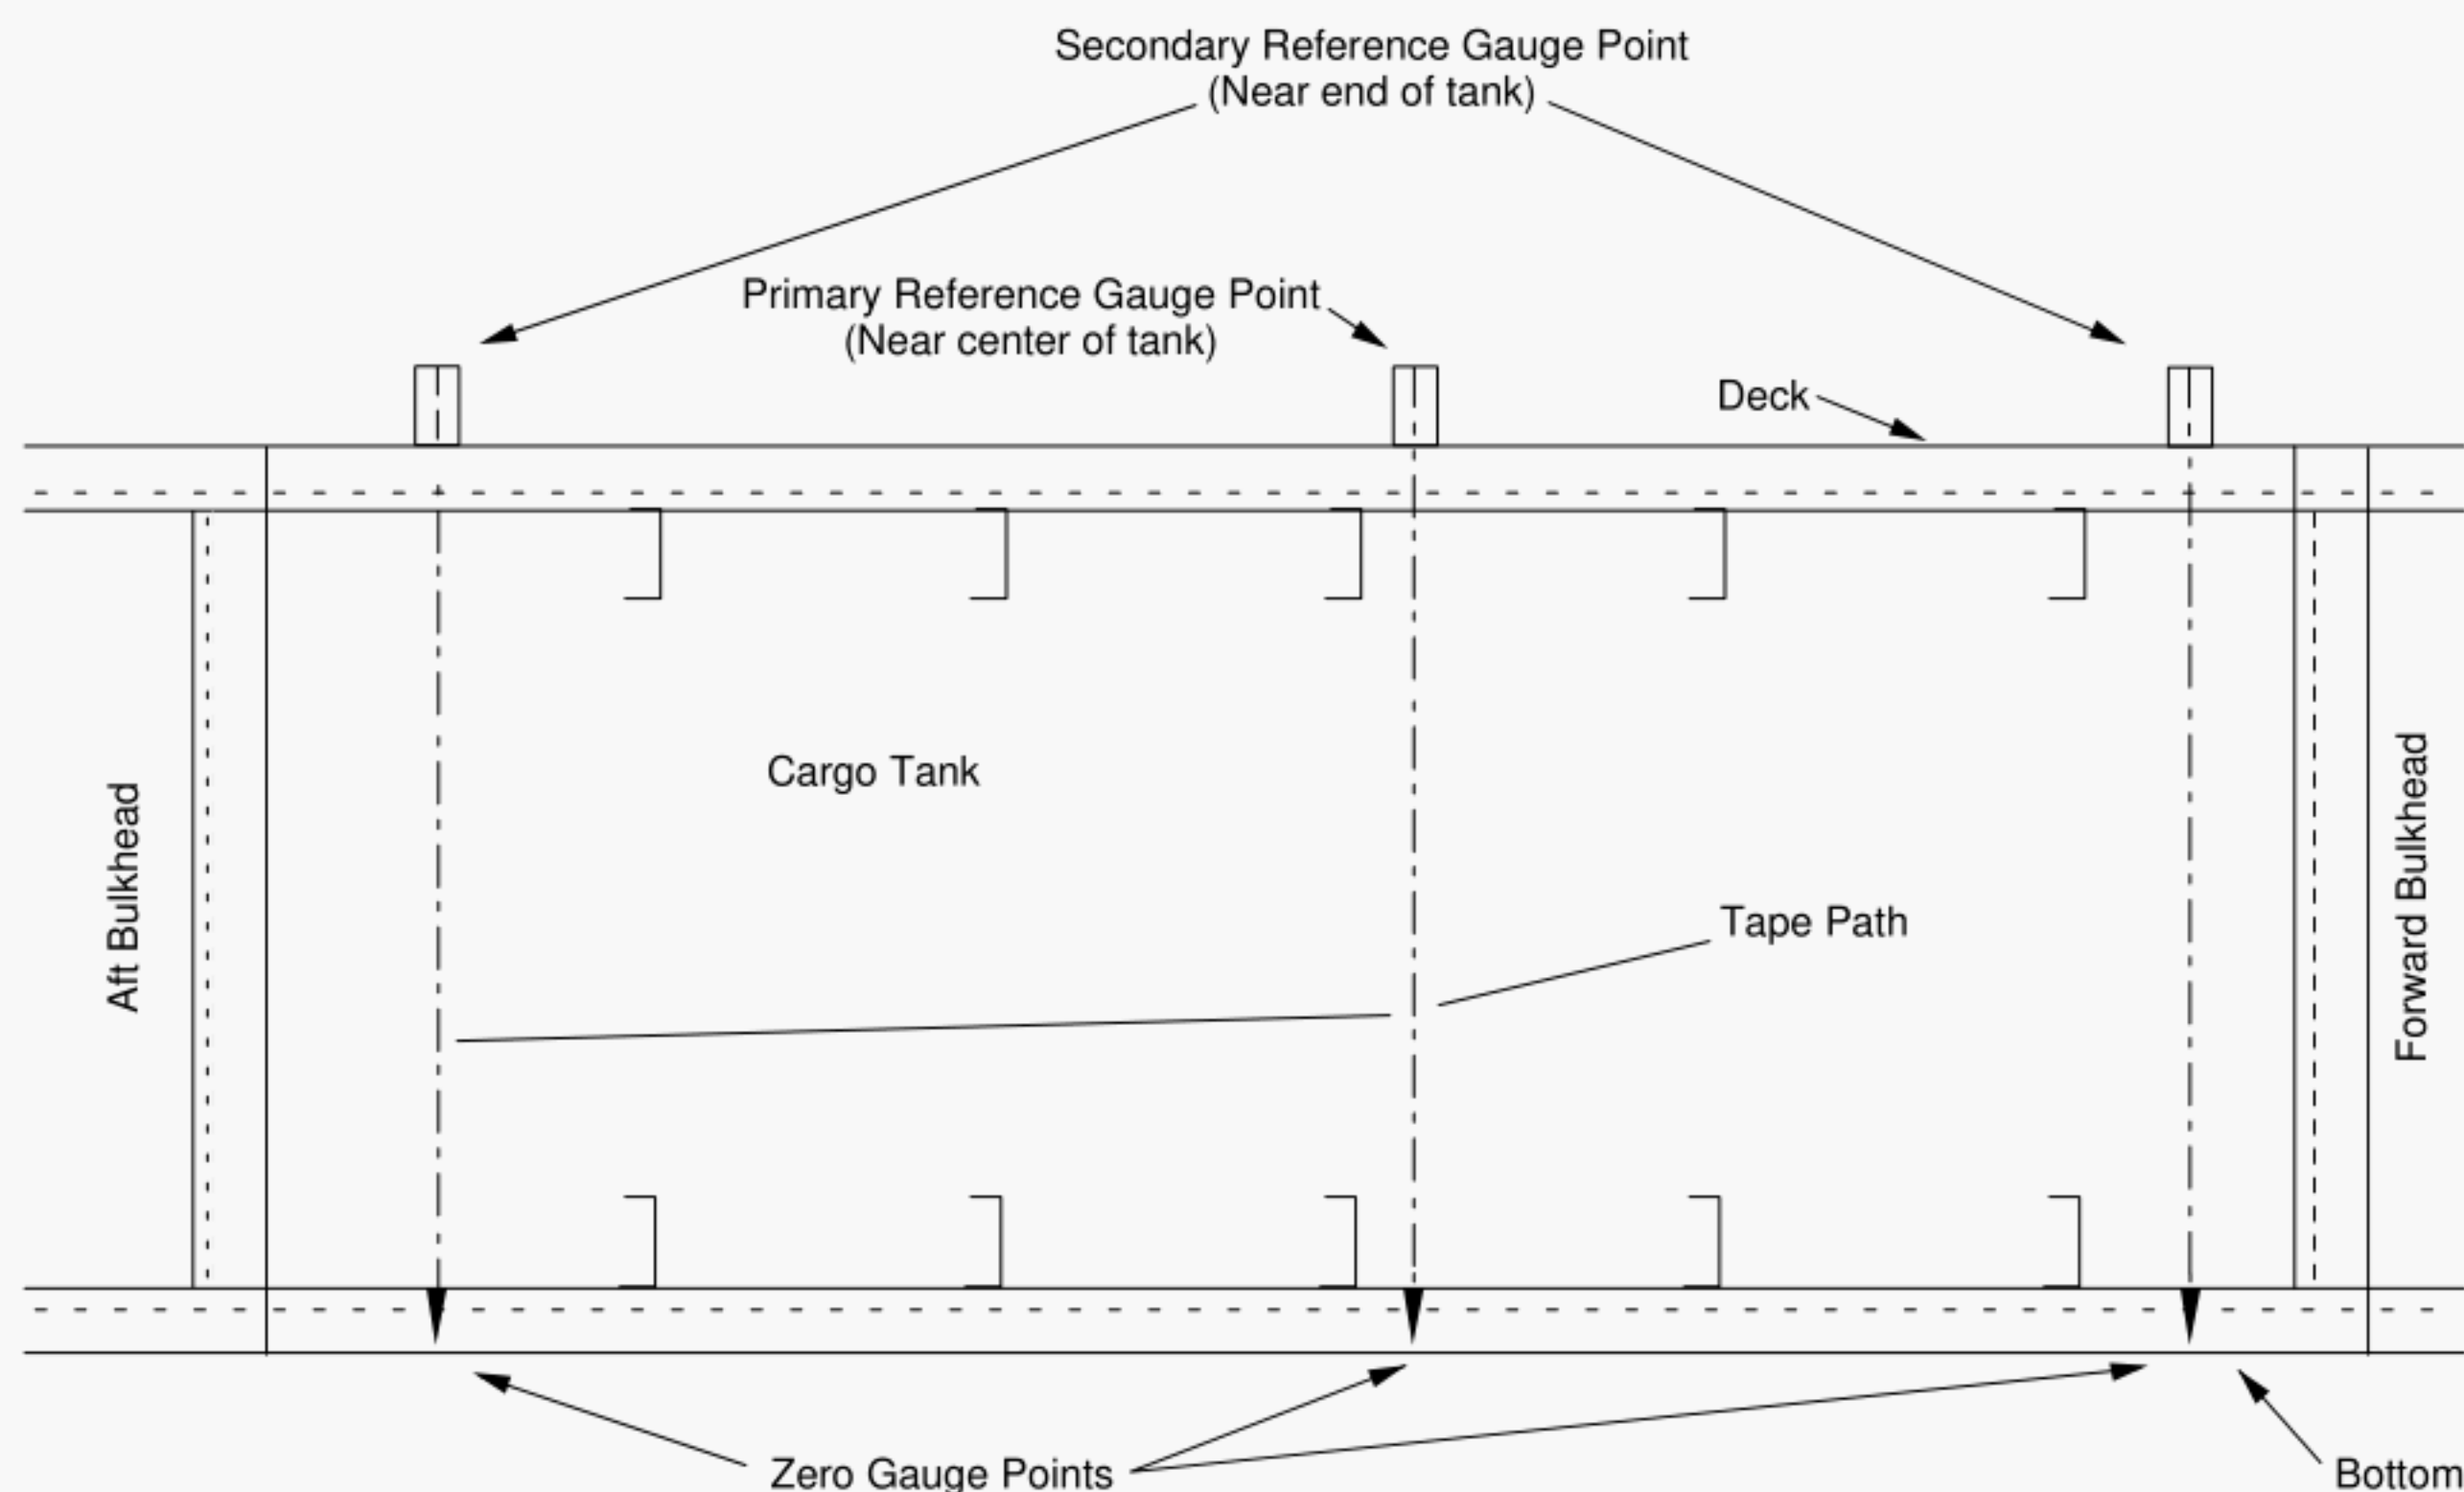 Secondary Reference Gauge Point
(Near end of tank)
Primary Reference Gauge Point
(Near center of tank)
Deck
Cargo Tank
Aft Bulkhead
Forward Bulkhead
Tape Path
Zero Gauge Points
Bottom